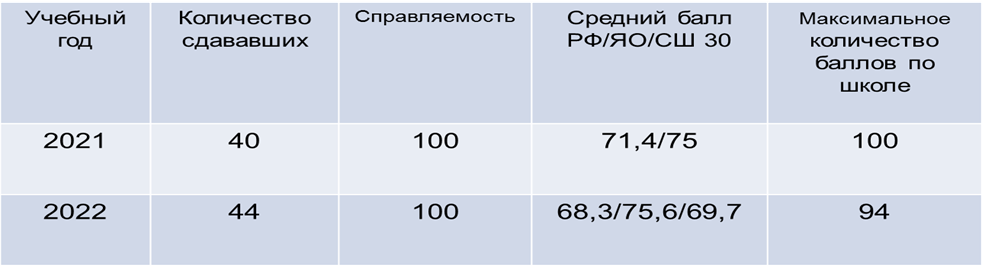 Учебный год
Количество сдававших
Справляемость
Средний балл РФ/ЯО/СШ 30
Максимальное количество баллов по школе
2021 40 100 71,4/75 100
2022 44 100 68,3/75,6/69,7 94